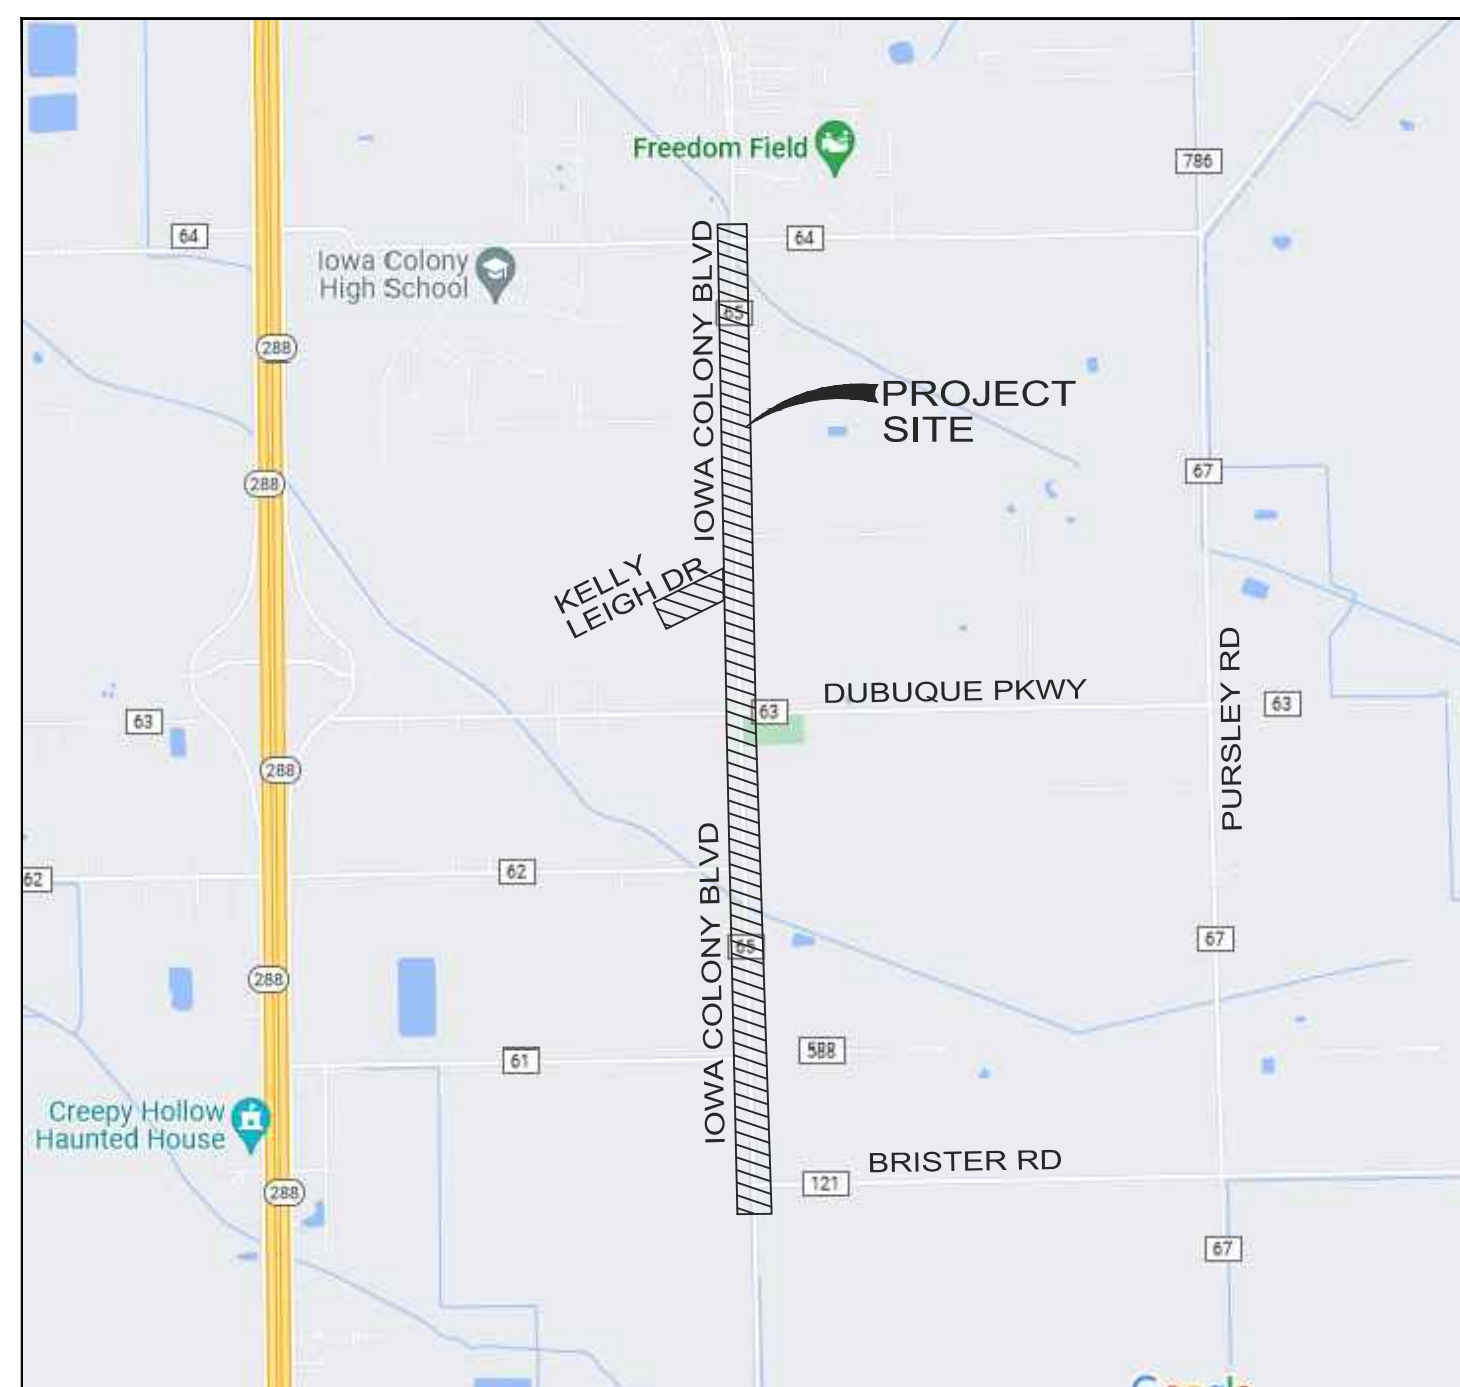 Freedom Field
786
64
IOWA COLONY BLVD
64
Iowa Colony
High School
65
288
PROJECT
SITE
67
288
KELLY
LEIGH DR
DUBUQUE PKWY
PURSLEY RD
63
63
63
288
IOWA COLONY BLVD
62
62
65
67
288
588
61
Creepy Hollow
Haunted House
BRISTER RD
121
288
67
Google